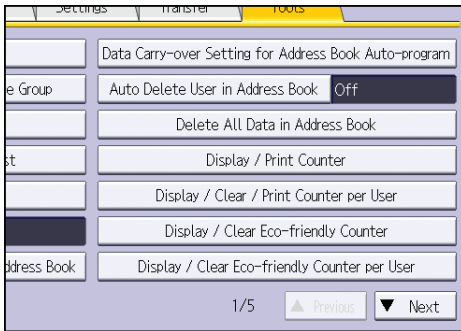 Settings Transfer Tools
Data Carry-over Setting for Address Book Auto-program
e Group Auto Delete User in Address Book Off
Delete All Data in Address Book
st Display / Print Counter
Display / Clear / Print Counter per User
Display / Clear Eco-friendly Counter
ddress Book Display / Clear Eco-friendly Counter per User
1/5 ▲ Previous ▼ Next